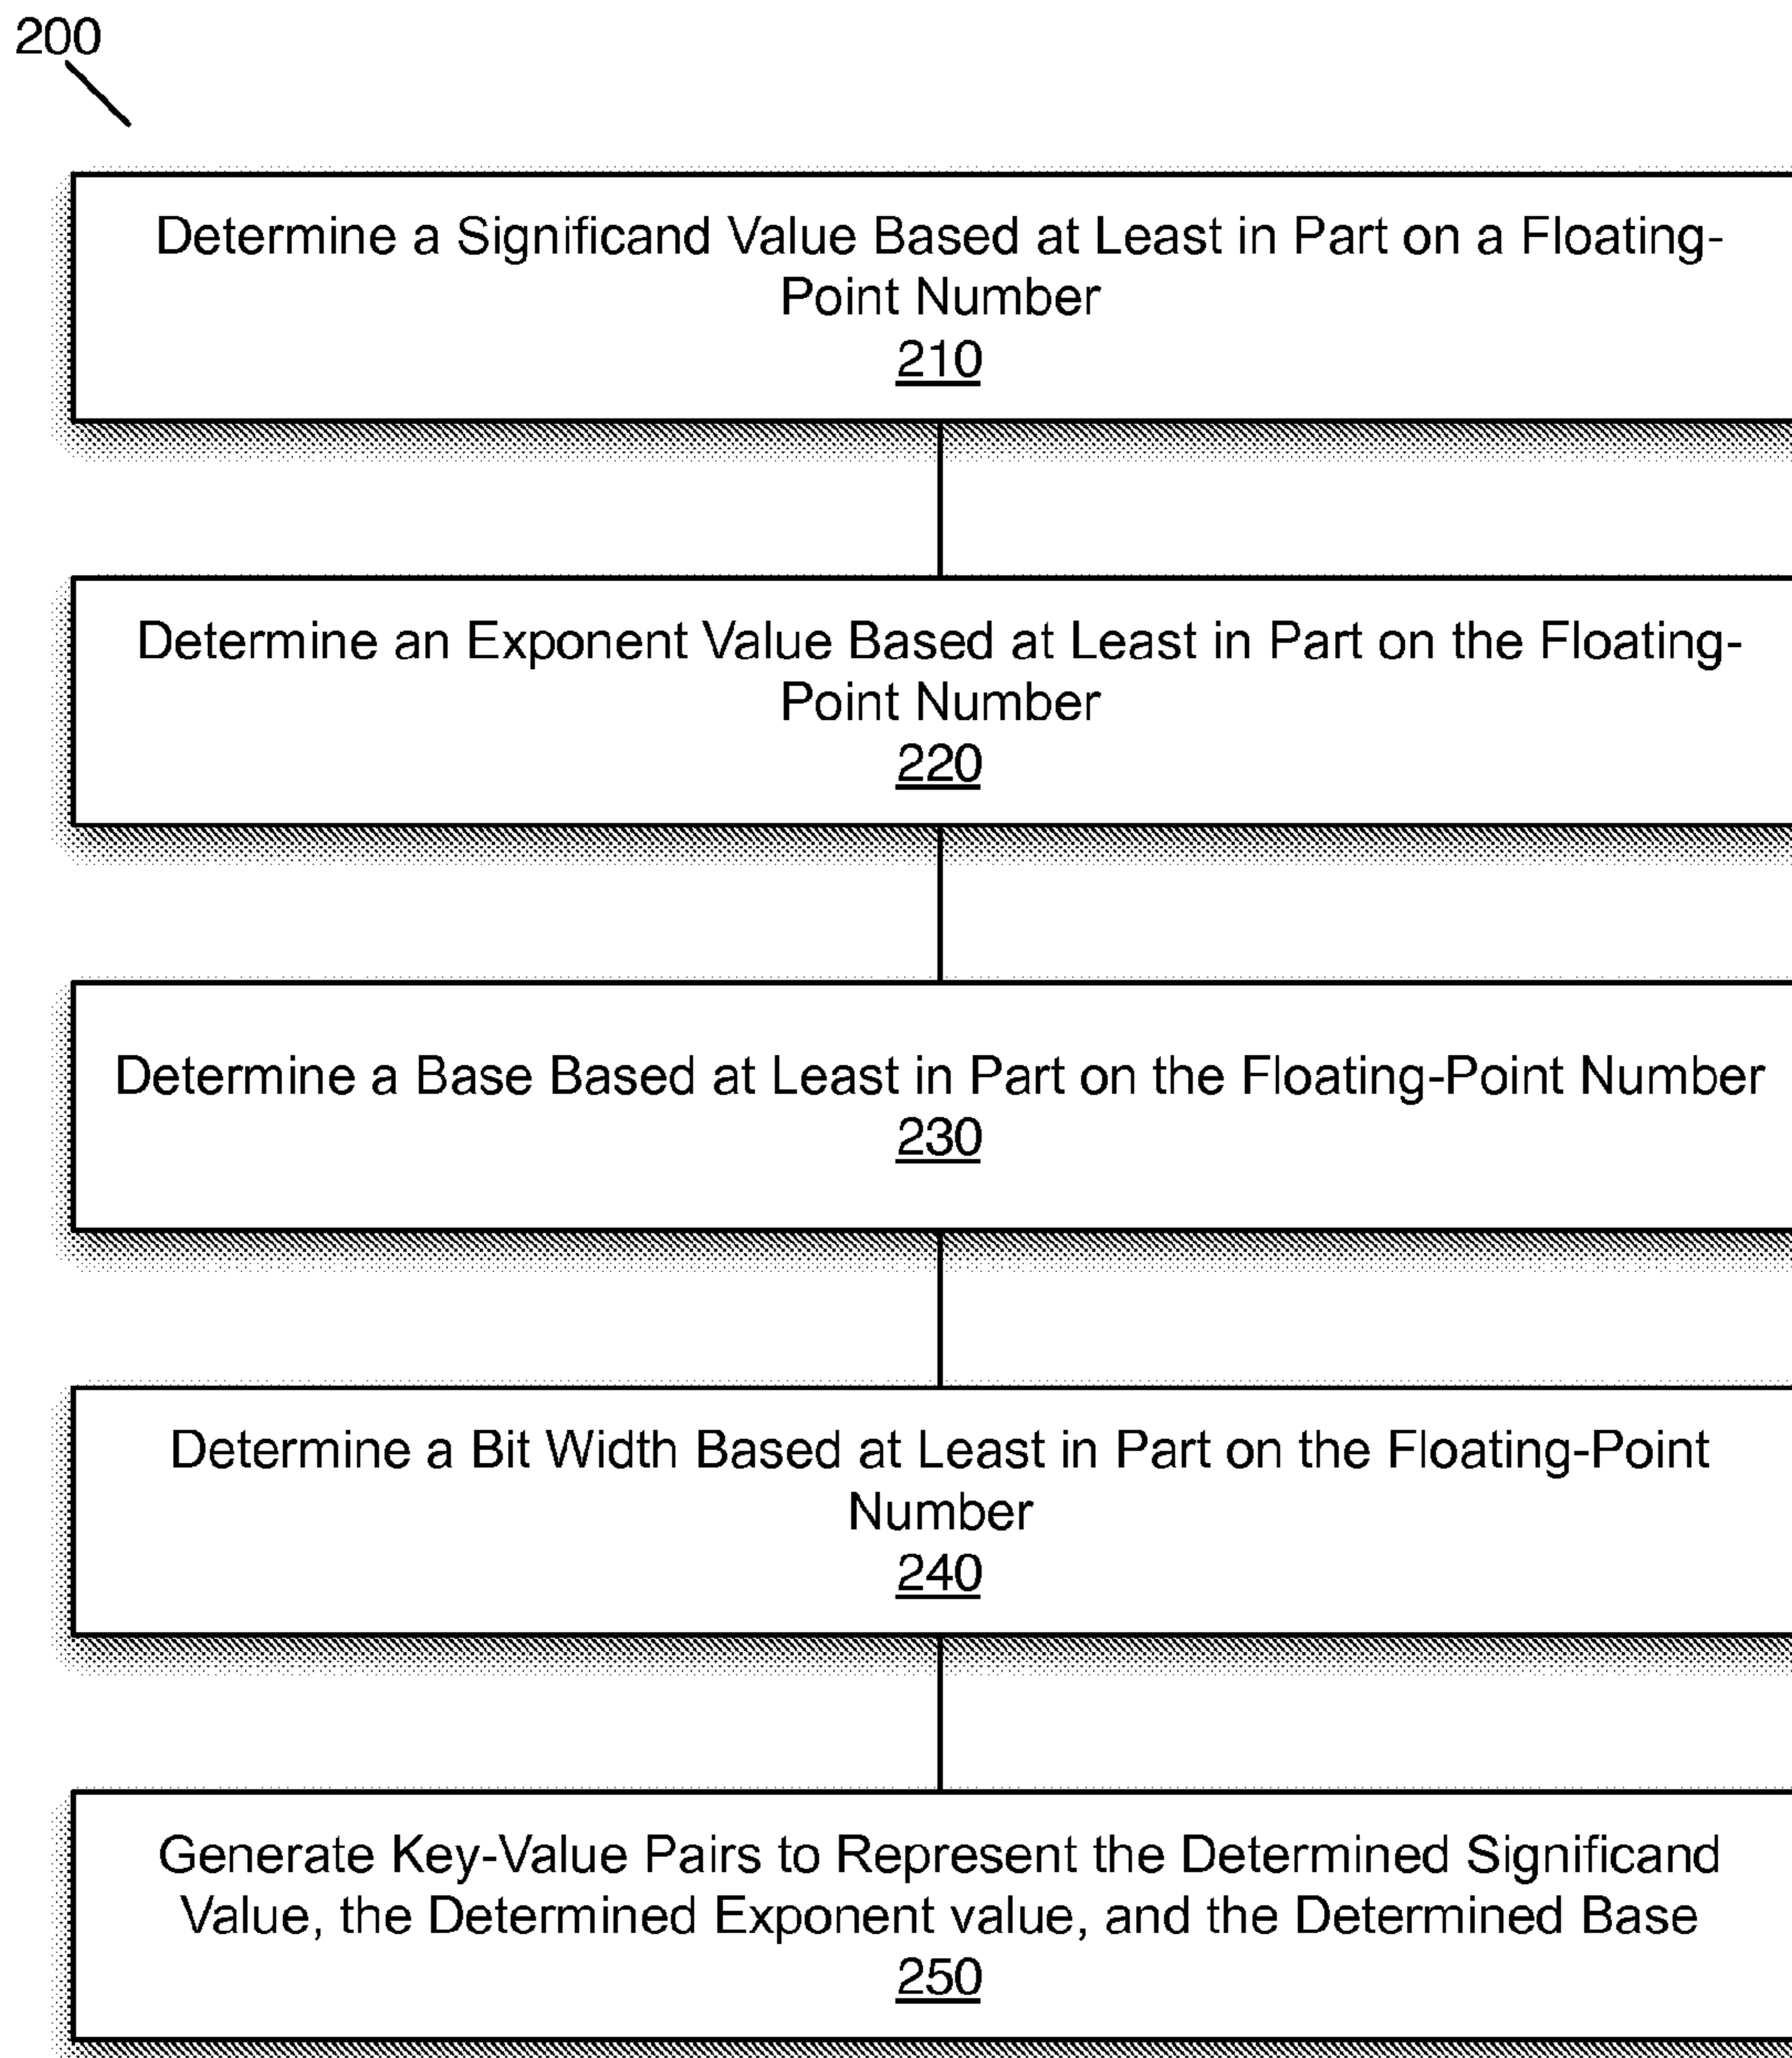 200
Determine a Significand Value Based at Least in Part on a Floating-
Point Number
210
Determine an Exponent Value Based at Least in Part on the Floating-
Point Number
220
Determine a Base Based at Least in Part on the Floating-Point Number
230
Determine a Bit Width Based at Least in Part on the Floating-Point
Number
240
Generate Key-Value Pairs to Represent the Determined Significand
Value, the Determined Exponent value, and the Determined Base
250